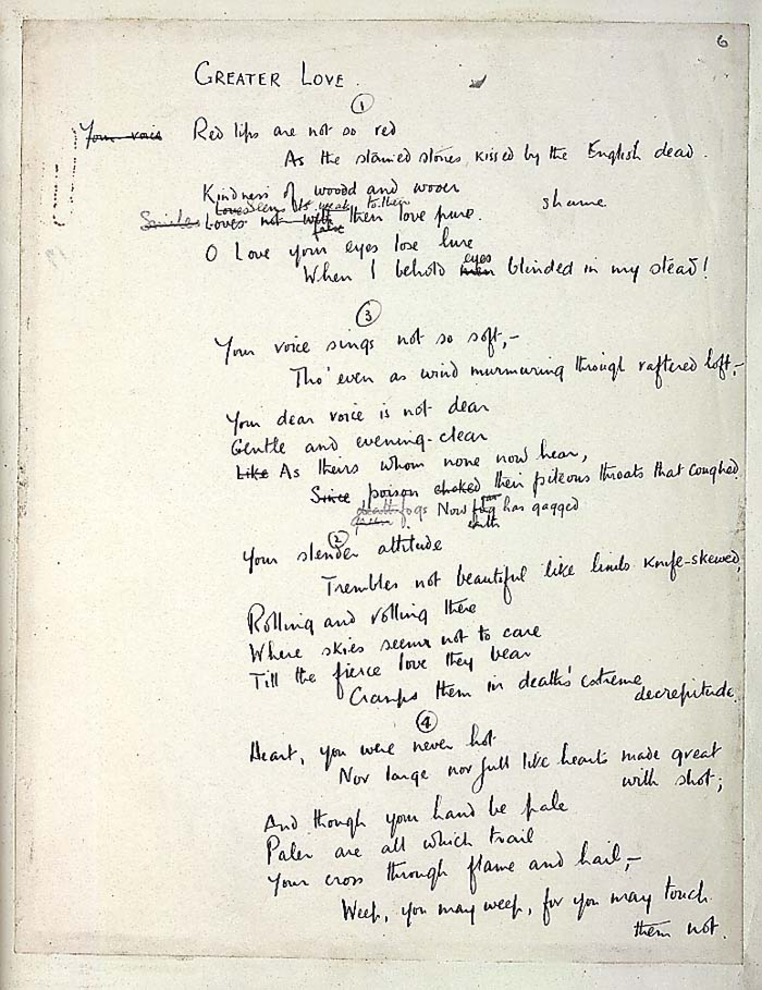 6
GREATER LOVE.
①
Your voice Red lips are not so red
As the stained stones kissed by the English dead.
Kindness of wooed and wooer
Love seems its weak to their shame
Smiles Loves not with their love pure.
false
O Love your eyes lose lure
eyes
When I behold men blinded in my stead!
③
Your voice sings not so soft,-
Tho' even as wind murmuring through raftered loft,-
Your dear voice is not dear
Gentle and evening-clear
Like As theirs whom none now hear,
Since poison choked their piteous throats that coughed.
death-fogs Now fog has gagged
earth
②
Your slender attitude
Trembles not beautiful like limbs knife-skewed,
Rolling and rolling there
Where skies seem not to care
Till the fierce love they bear
Cramps them in death's extreme
decrepitude.
④
Heart, you were never hot
Nor large nor full like hearts made great
with shot;
And though your hand be pale
Paler are all which trail
Your cross through flame and hail,-
Weep, you may weep, for you may touch
them not.